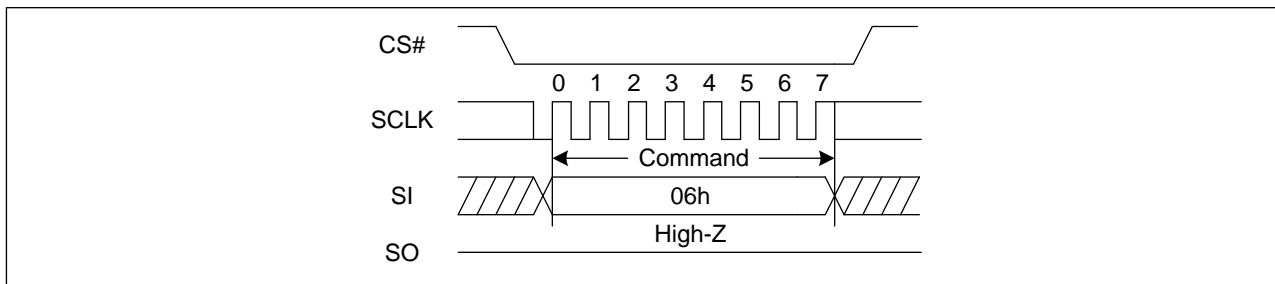 CS#
0 1 2 3 4 5 6 7
SCLK
Command
SI
06h
High-Z
SO